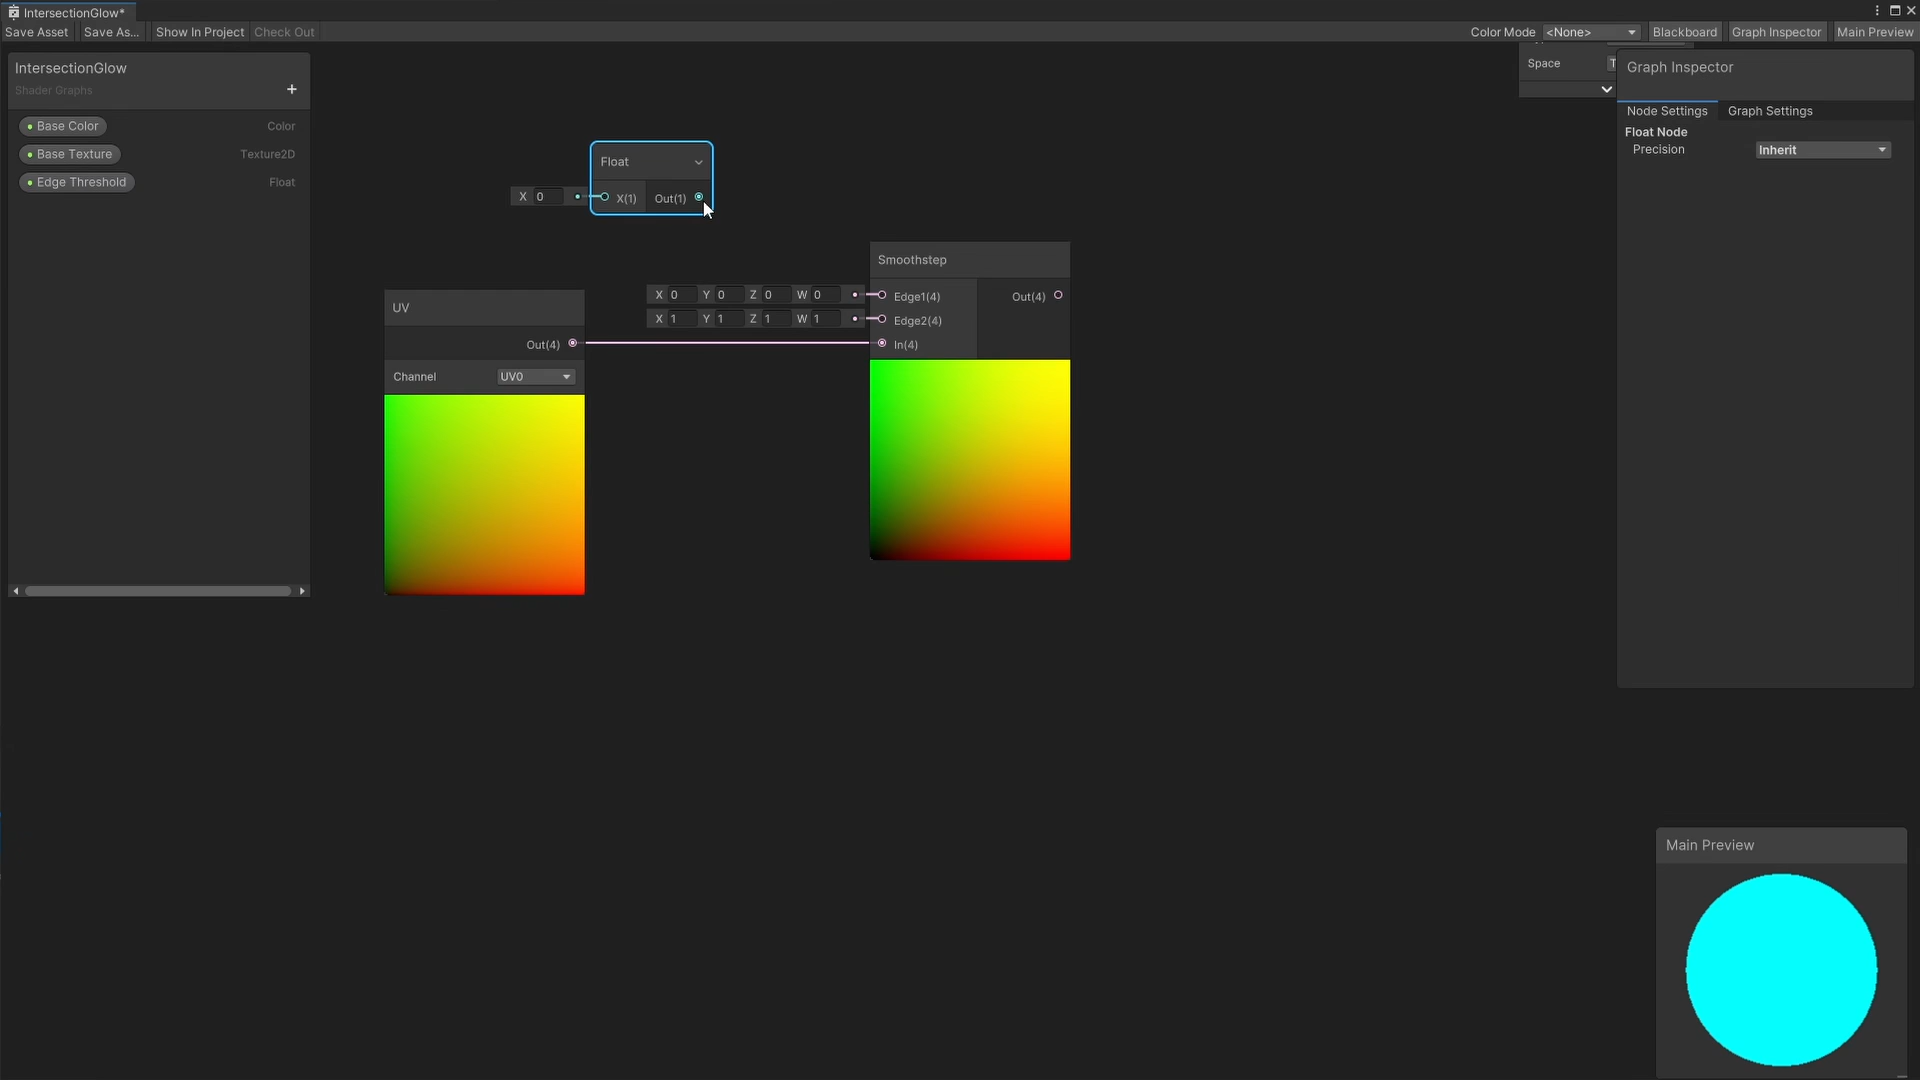 IntersectionGlow*
Save Asset Save As... Show In Project Check Out Color Mode <None> Blackboard Graph Inspector Main Preview
IntersectionGlow
Shader Graphs
+
Base Color Color
Base Texture Texture2D
Edge Threshold Float
Float
X 0 X(1) Out(1)
UV
Out(4)
Channel UV0
Smoothstep
X 0 Y 0 Z 0 W 0 Edge1(4) Out(4)
X 1 Y 1 Z 1 W 1 Edge2(4)
In(4)
Space T
Graph Inspector
Node Settings Graph Settings
Float Node
Precision Inherit
Main Preview